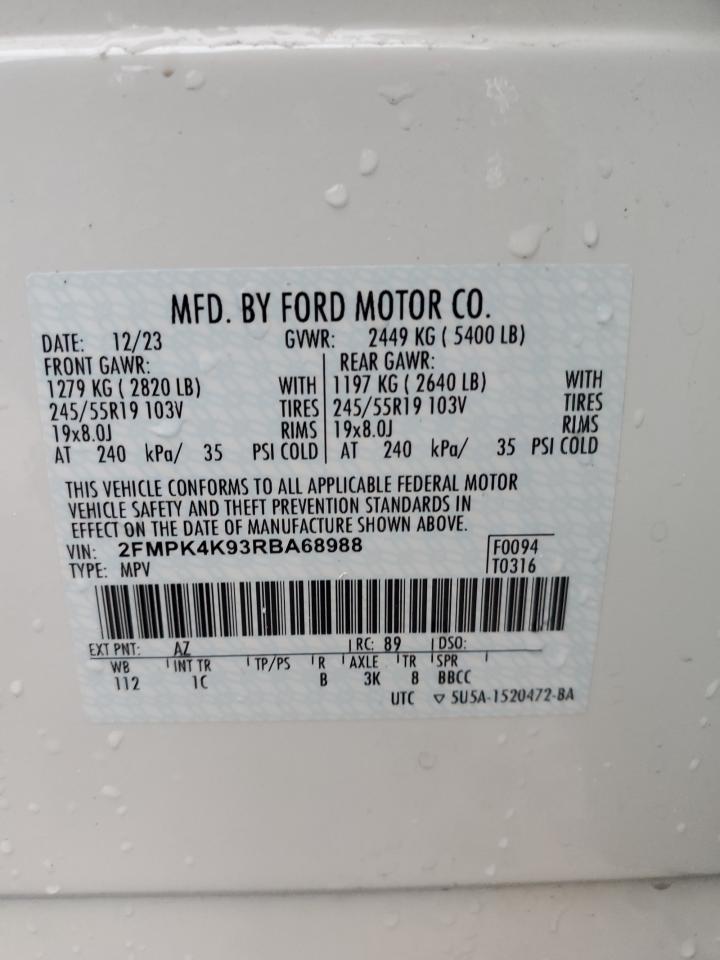 MFD. BY FORD MOTOR CO.
DATE: 12/23 GVWR: 2449 KG ( 5400 LB)
FRONT GAWR: REAR GAWR:
1279 KG ( 2820 LB) WITH 1197 KG ( 2640 LB) WITH
245/55R19 103V TIRES 245/55R19 103V TIRES
19x8.0J RIMS 19x8.0J RIMS
AT 240 kPa/ 35 PSI COLD AT 240 kPa/ 35 PSI COLD
THIS VEHICLE CONFORMS TO ALL APPLICABLE FEDERAL MOTOR
VEHICLE SAFETY AND THEFT PREVENTION STANDARDS IN
EFFECT ON THE DATE OF MANUFACTURE SHOWN ABOVE.
VIN: 2FMPK4K93RBA68988 F0094
TYPE: MPV T0316
EXT PNT: AZ RC: 89 DSO:
WB INT TR TP/PS R AXLE TR SPR
112 1C B 3K 8 BBCC
UTC ▽ 5U5A-1520472-BA